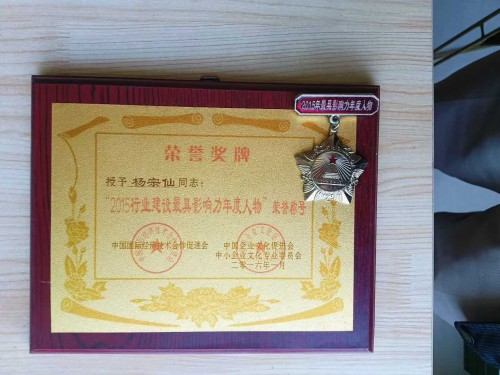 2015年最具影响力年度人物
荣誉奖牌
授予 杨宗仙 同志：
“2015行业建设最具影响力年度人物”荣誉称号
中国国际经济技术合作促进会 中国企业文化促进会
中小企业文化专业委员会
二零一六年一月